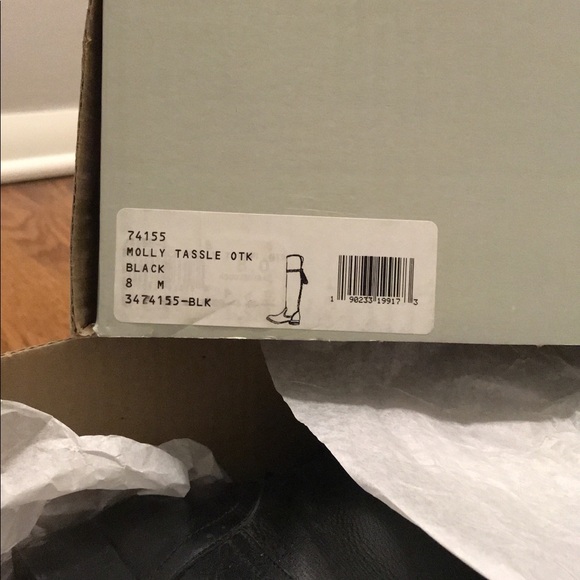 74155
MOLLY TASSLE OTK
BLACK
8 M
3474155-BLK
1 90233 19917 3